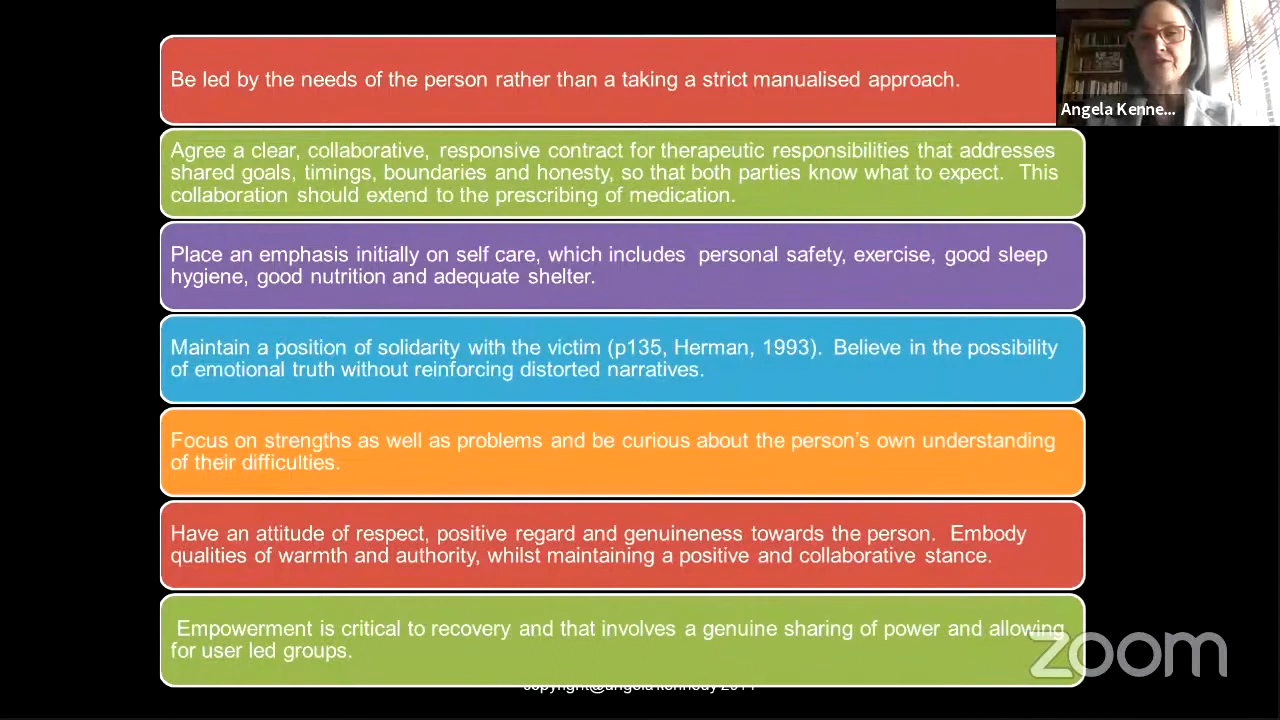 Be led by the needs of the person rather than a taking a strict manualised approach.
Angela Kenne...
Agree a clear, collaborative, responsive contract for therapeutic responsibilities that addresses
shared goals, timings, boundaries and honesty, so that both parties know what to expect.  This
collaboration should extend to the prescribing of medication.
Place an emphasis initially on self care, which includes  personal safety, exercise, good sleep
hygiene, good nutrition and adequate shelter.
Maintain a position of solidarity with the victim (p135, Herman, 1993).  Believe in the possibility
of emotional truth without reinforcing distorted narratives.
Focus on strengths as well as problems and be curious about the person’s own understanding
of their difficulties.
Have an attitude of respect, positive regard and genuineness towards the person.  Embody
qualities of warmth and authority, whilst maintaining a positive and collaborative stance.
Empowerment is critical to recovery and that involves a genuine sharing of power and allowing
for user led groups.
zoom
copyright@angela kennedy